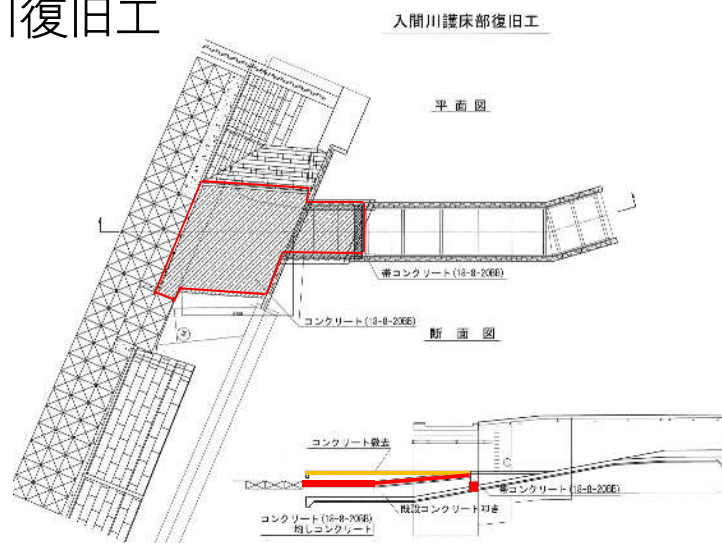 川復旧工
入間川護床部復旧工
平面図
帯コンクリート(18-8-20BB)
コンクリート(18-8-20BB)
断面図
コンクリート撤去
帯コンクリート(18-8-20BB)
既設コンクリート叩き
コンクリート(18-8-20BB)
均しコンクリート